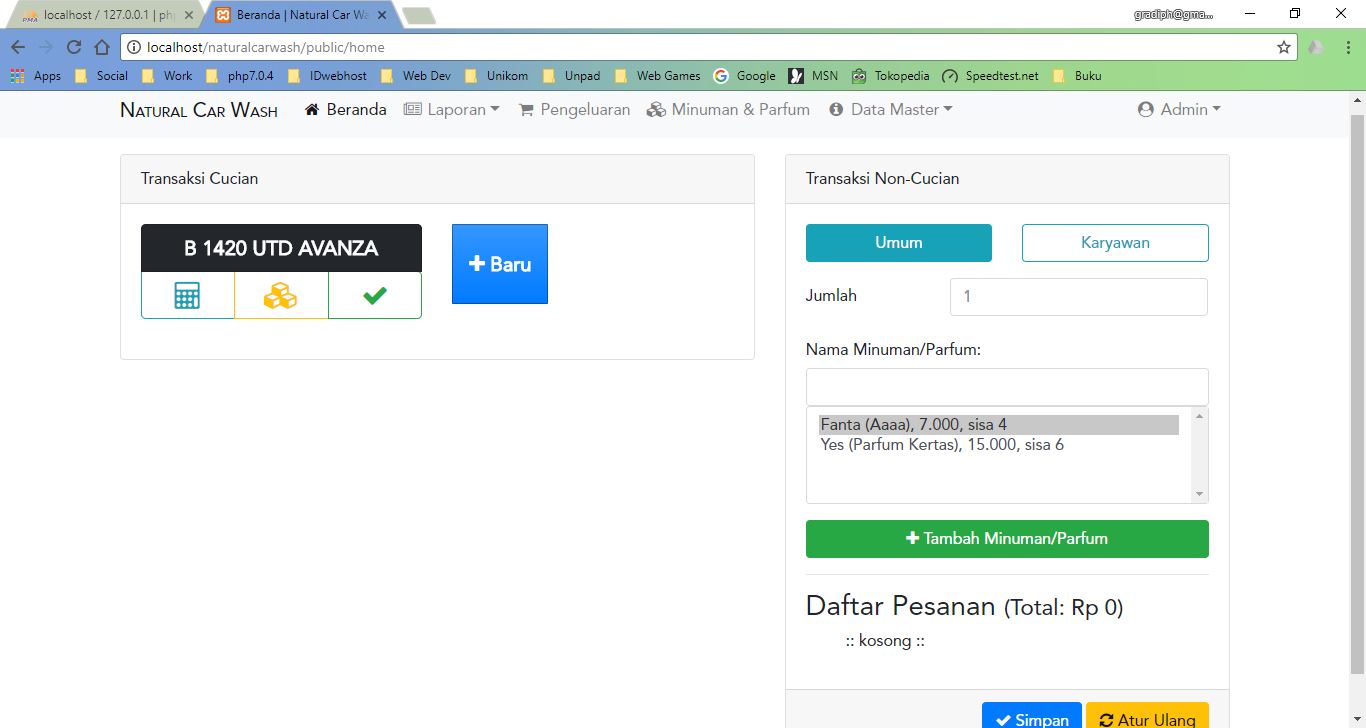 localhost / 127.0.0.1 | ph
Beranda | Natural Car Wa
gradiph@gma...
localhost/naturalcarwash/public/home
Apps Social Work php7.0.4 IDwebhost Web Dev Unikom Unpad Web Games Google MSN Tokopedia Speedtest.net Buku
Natural Car Wash Beranda Laporan Pengeluaran Minuman & Parfum Data Master Admin
Transaksi Cucian
B 1420 UTD AVANZA
+ Baru
Transaksi Non-Cucian
Umum Karyawan
Jumlah 1
Nama Minuman/Parfum:
Fanta (Aaaa), 7.000, sisa 4
Yes (Parfum Kertas), 15.000, sisa 6
+ Tambah Minuman/Parfum
Daftar Pesanan (Total: Rp 0)
:: kosong ::
Simpan Atur Ulang